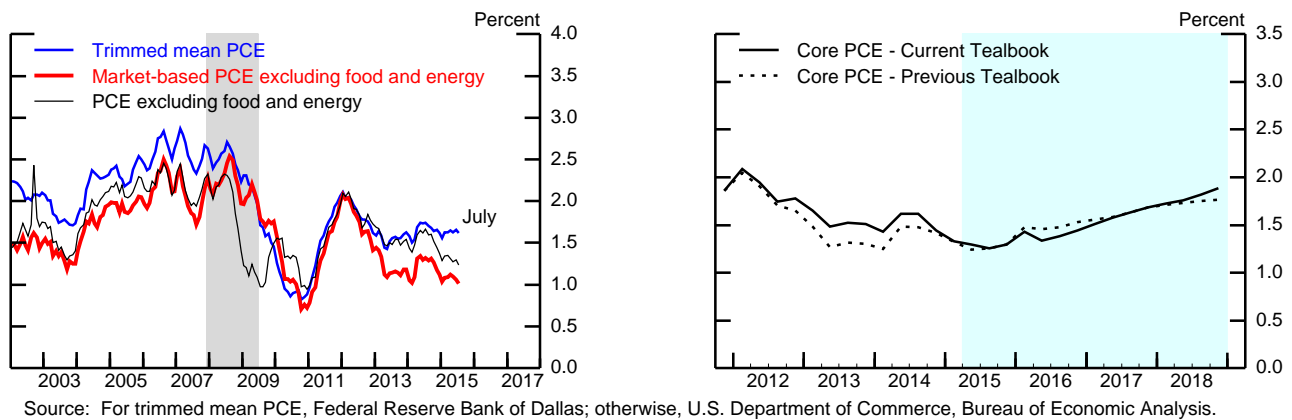 Percent
4.0
3.5
3.0
2.5
2.0
1.5
1.0
0.5
0.0
Trimmed mean PCE
Market-based PCE excluding food and energy
PCE excluding food and energy
July
2003 2005 2007 2009 2011 2013 2015 2017
Percent
3.5
3.0
2.5
2.0
1.5
1.0
0.5
0.0
Core PCE - Current Tealbook
Core PCE - Previous Tealbook
2012 2013 2014 2015 2016 2017 2018
Source: For trimmed mean PCE, Federal Reserve Bank of Dallas; otherwise, U.S. Department of Commerce, Bureau of Economic Analysis.